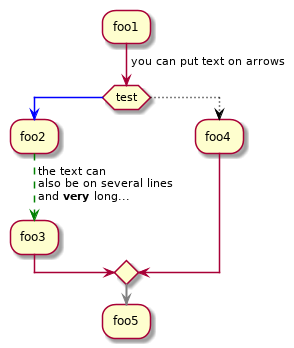 foo1
you can put text on arrows
test
foo2
foo4
the text can
also be on several lines
and very long...
foo3
foo5